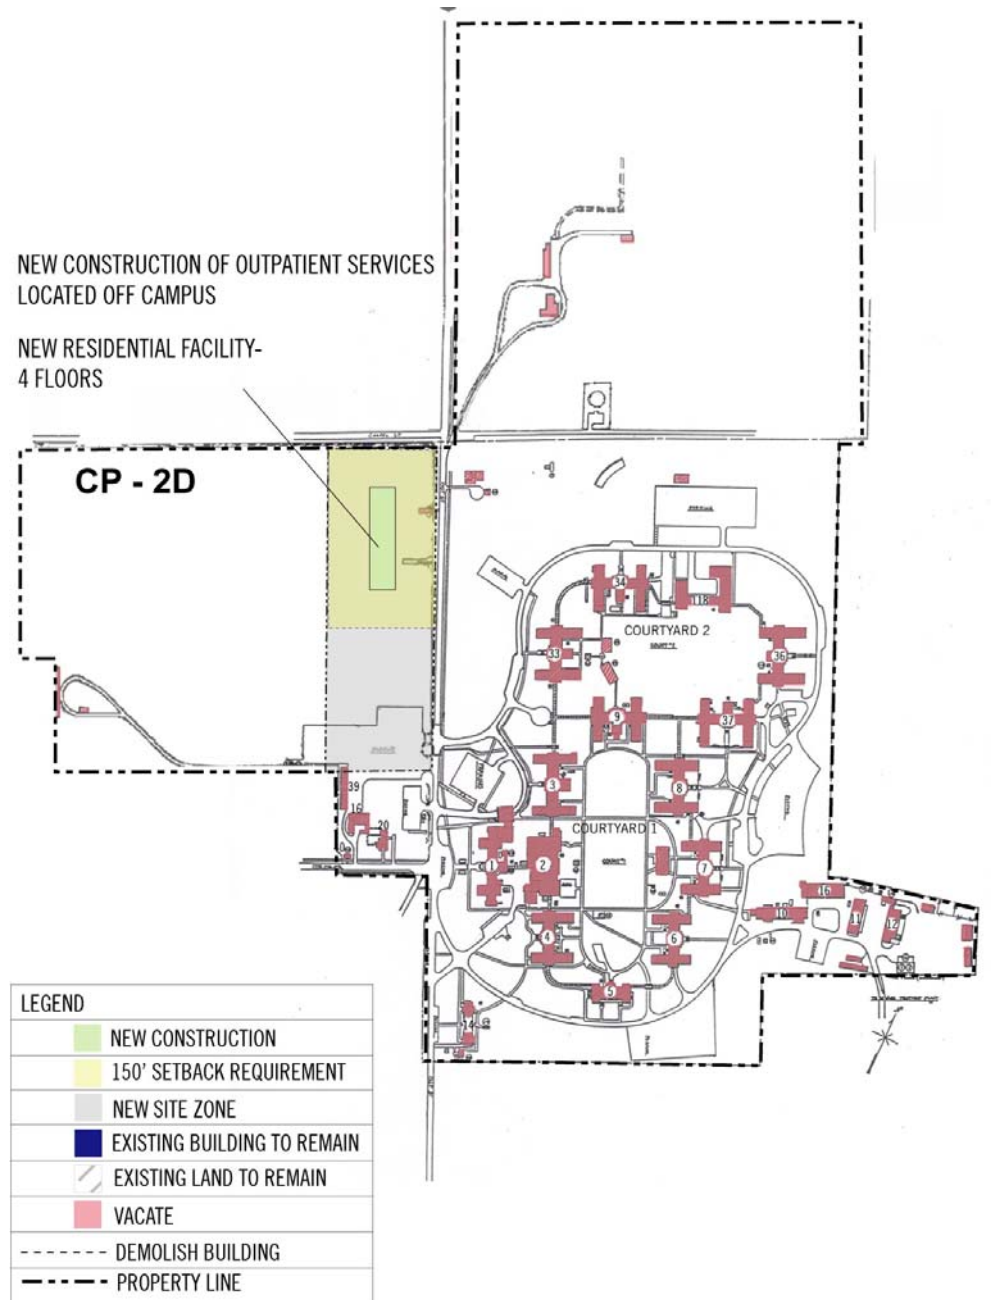 NEW CONSTRUCTION OF OUTPATIENT SERVICES
LOCATED OFF CAMPUS
NEW RESIDENTIAL FACILITY-
4 FLOORS
CP - 2D
34
18
COURTYARD 2
33
36
9
37
3
8
39
16
20
COURTYARD 1
1
2
7
16
10
11
12
4
6
5
14
LEGEND
NEW CONSTRUCTION
150' SETBACK REQUIREMENT
NEW SITE ZONE
EXISTING BUILDING TO REMAIN
EXISTING LAND TO REMAIN
VACATE
DEMOLISH BUILDING
PROPERTY LINE